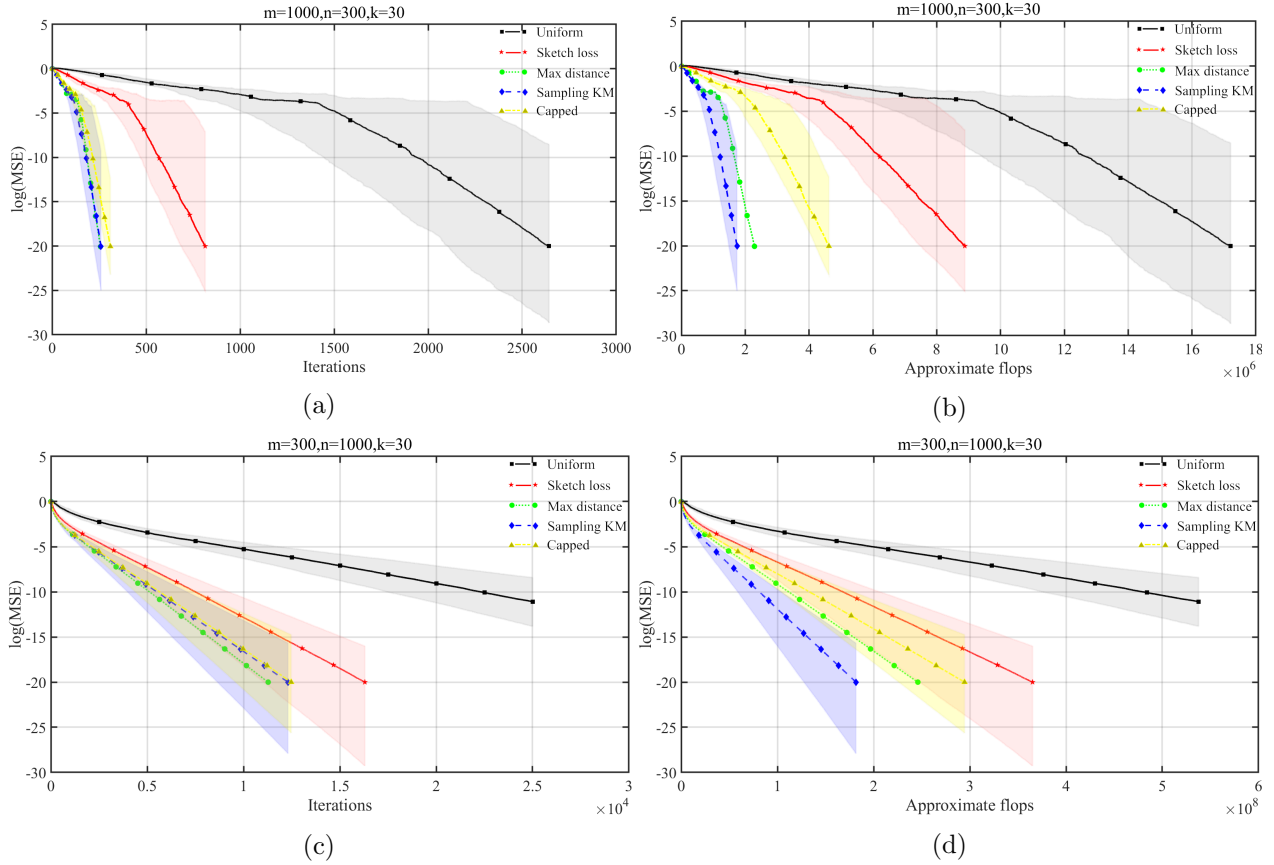 m=1000,n=300,k=30
5
0
-5
-10
-15
-20
-25
-30
log(MSE)
Uniform
Sketch loss
Max distance
Sampling KM
Capped
0 500 1000 1500 2000 2500 3000
Iterations
(a)
m=1000,n=300,k=30
5
0
-5
-10
-15
-20
-25
-30
log(MSE)
Uniform
Sketch loss
Max distance
Sampling KM
Capped
0 2 4 6 8 10 12 14 16 18
Approximate flops
×10^6
(b)
m=300,n=1000,k=30
5
0
-5
-10
-15
-20
-25
-30
log(MSE)
Uniform
Sketch loss
Max distance
Sampling KM
Capped
0 0.5 1 1.5 2 2.5 3
Iterations
×10^4
(c)
m=300,n=1000,k=30
5
0
-5
-10
-15
-20
-25
-30
log(MSE)
Uniform
Sketch loss
Max distance
Sampling KM
Capped
0 1 2 3 4 5 6
Approximate flops
×10^8
(d)